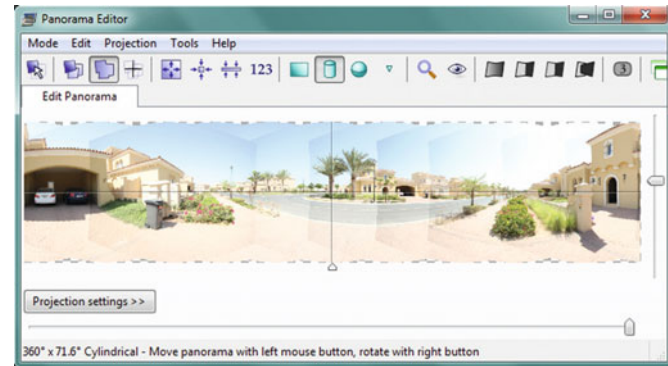 Panorama Editor
Mode Edit Projection Tools Help
123
3
Edit Panorama
Projection settings >>
360° x 71.6° Cylindrical - Move panorama with left mouse button, rotate with right button